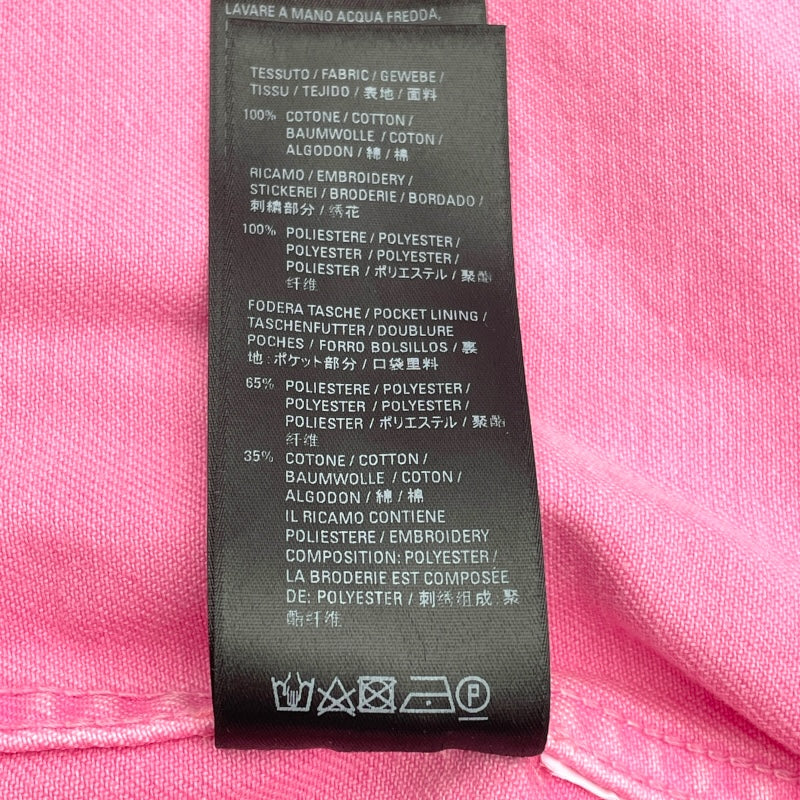 LAVARE A MANO ACQUA FREDDA,
TESSUTO / FABRIC / GEWEBE /
TISSU / TEJIDO / 表地 / 面料
100% COTONE / COTTON /
BAUMWOLLE / COTON /
ALGODON / 綿 / 棉
RICAMO / EMBROIDERY /
STICKEREI / BRODERIE / BORDADO /
刺繍部分 / 绣花
100% POLIESTERE / POLYESTER /
POLYESTER / POLYESTER /
POLIESTER / ポリエステル / 聚酯
纤维
FODERA TASCHE / POCKET LINING /
TASCHENFUTTER / DOUBLURE
POCHES / FORRO BOLSILLOS / 裏
地：ポケット部分 / 口袋里料
65% POLIESTERE / POLYESTER /
POLYESTER / POLYESTER /
POLIESTER / ポリエステル / 聚酯
纤维
35% COTONE / COTTON /
BAUMWOLLE / COTON /
ALGODON / 綿 / 棉
IL RICAMO CONTIENE
POLIESTERE / EMBROIDERY
COMPOSITION: POLYESTER /
LA BRODERIE EST COMPOSÉE
DE: POLYESTER / 刺绣组成：聚
酯纤维
P